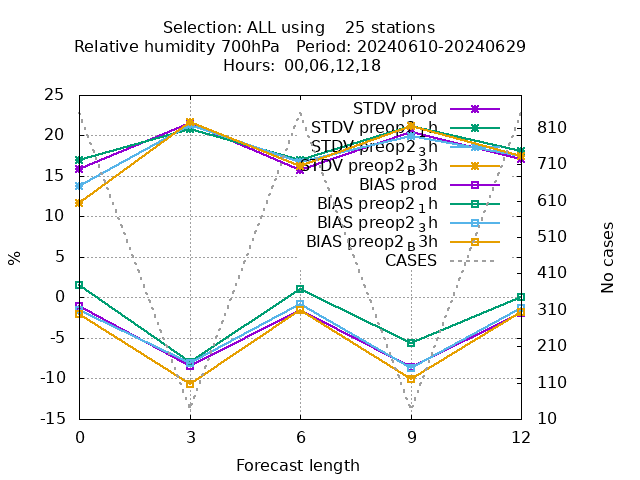 Selection: ALL using 25 stations
Relative humidity 700hPa Period: 20240610-20240629
Hours: 00,06,12,18
25
20
15
10
5
0
-5
-10
-15
%
STDV prod
STDV preop2_1h
STDV preop2_3h
STDV preop2_B3h
BIAS prod
BIAS preop2_1h
BIAS preop2_3h
BIAS preop2_B3h
CASES
810
710
610
510
410
310
210
110
10
No cases
0 3 6 9 12
Forecast length